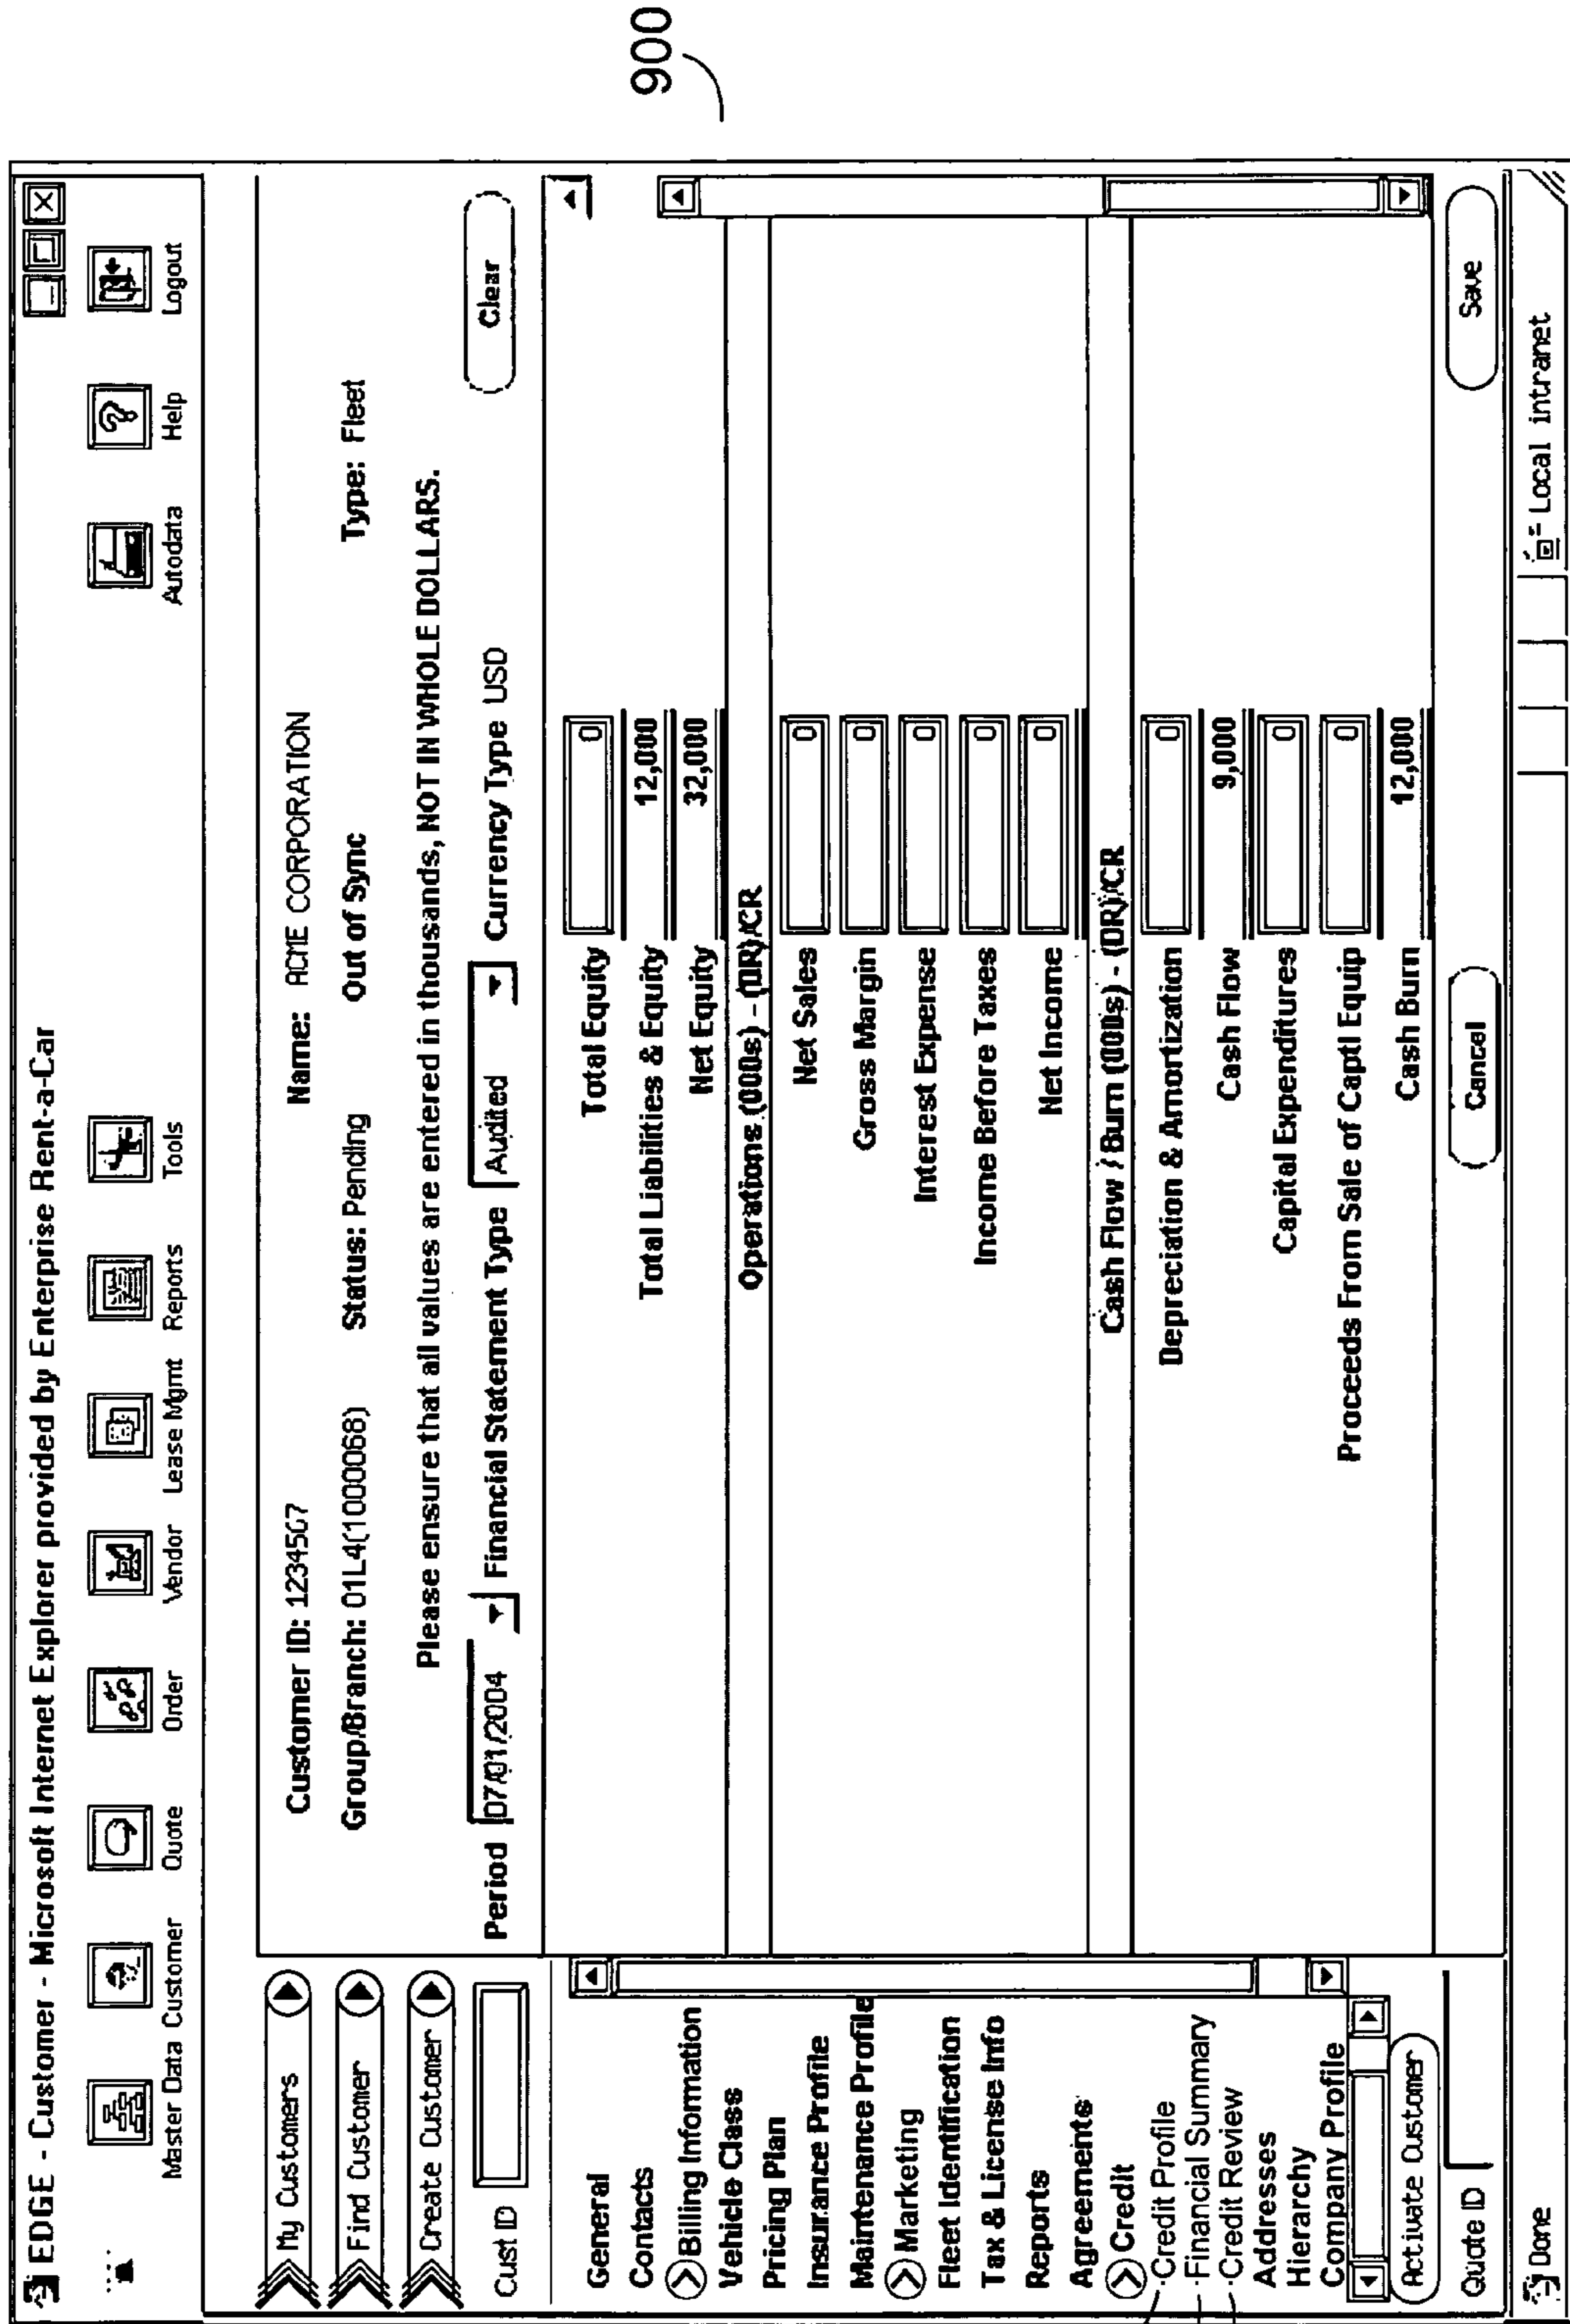 EDGE - Customer - Microsoft Internet Explorer provided by Enterprise Rent-a-Car
Master Data Customer Quote Order Vendor Lease Mgmt Reports Tools Autodata Help Logout
My Customers
Find Customer
Create Customer
Cust ID
General
Contacts
Billing Information
Vehicle Class
Pricing Plan
Insurance Profile
Maintenance Profile
Marketing
Fleet Identification
Tax & License Info
Reports
Agreements
Credit
Credit Profile
Financial Summary
Credit Review
Addresses
Hierarchy
Company Profile
Activate Customer
Quote ID
Customer ID: 1234567 Name: ACME CORPORATION
Group/Branch: 01L4(1000068) Status: Pending Out of Sync Type: Fleet
Please ensure that all values are entered in thousands, NOT IN WHOLE DOLLARS.
Period 07/01/2004 Financial Statement Type Audited Currency Type USD Clear
Total Equity 0
Total Liabilities & Equity 12,000
Net Equity 32,000
Operations (000s) - (DR)/CR
Net Sales 0
Gross Margin 0
Interest Expense 0
Income Before Taxes 0
Net Income 0
Cash Flow / Burn (000s) - (DR)/CR
Depreciation & Amortization 0
Cash Flow 9,000
Capital Expenditures 0
Proceeds From Sale of Captl Equip 0
Cash Burn 12,000
Cancel Save
Done Local intranet
900